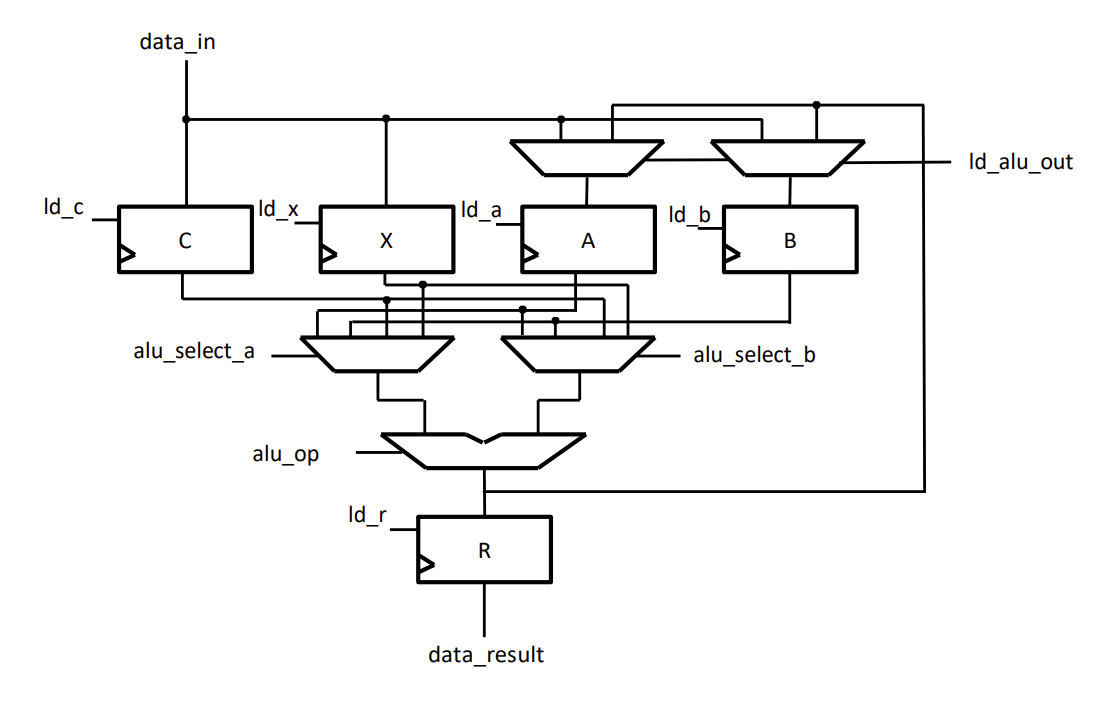 data_in
ld_alu_out
ld_c
ld_x
ld_a
ld_b
C
X
A
B
alu_select_a
alu_select_b
alu_op
ld_r
R
data_result